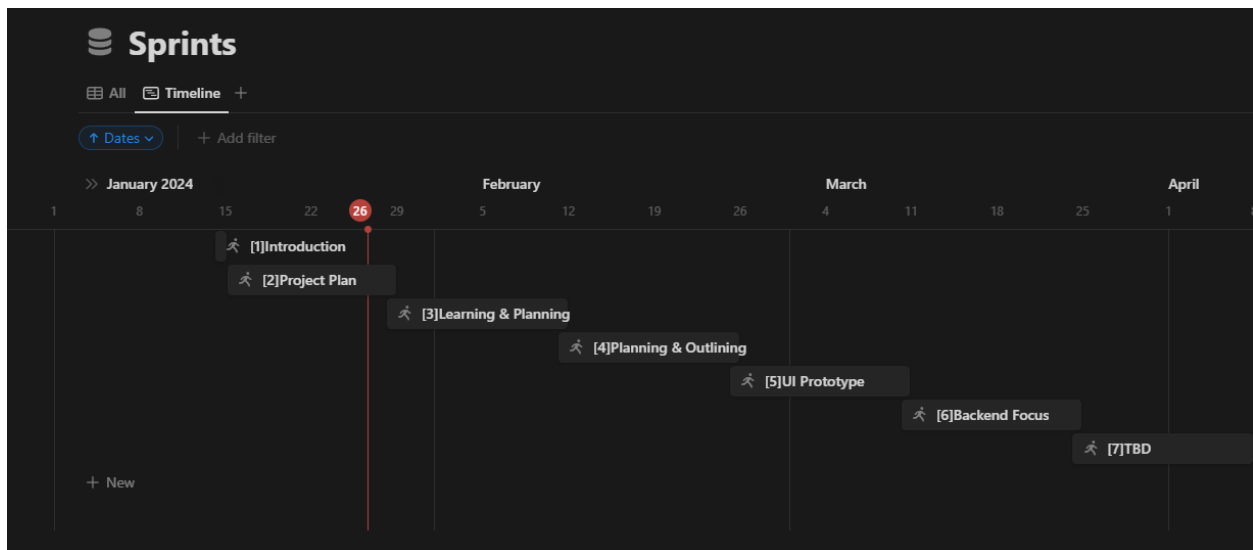 Sprints
All Timeline +
Dates + Add filter
January 2024 February March April
1 8 15 22 26 29 5 12 19 26 4 11 18 25 1
[1]Introduction
[2]Project Plan
[3]Learning & Planning
[4]Planning & Outlining
[5]UI Prototype
[6]Backend Focus
[7]TBD
+ New